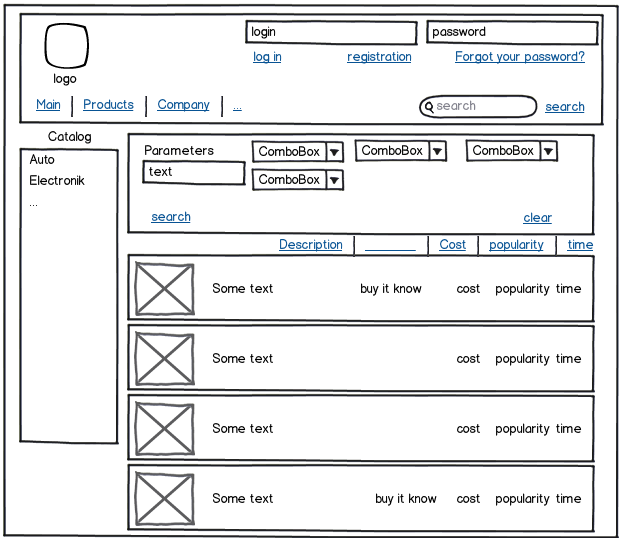 login password
logo log in registration Forgot your password?
Main Products Company ... search search
Catalog
Auto
Electronik
...
Parameters ComboBox ComboBox ComboBox
text ComboBox
search clear
Description Cost popularity time
Some text buy it know cost popularity time
Some text cost popularity time
Some text cost popularity time
Some text buy it know cost popularity time